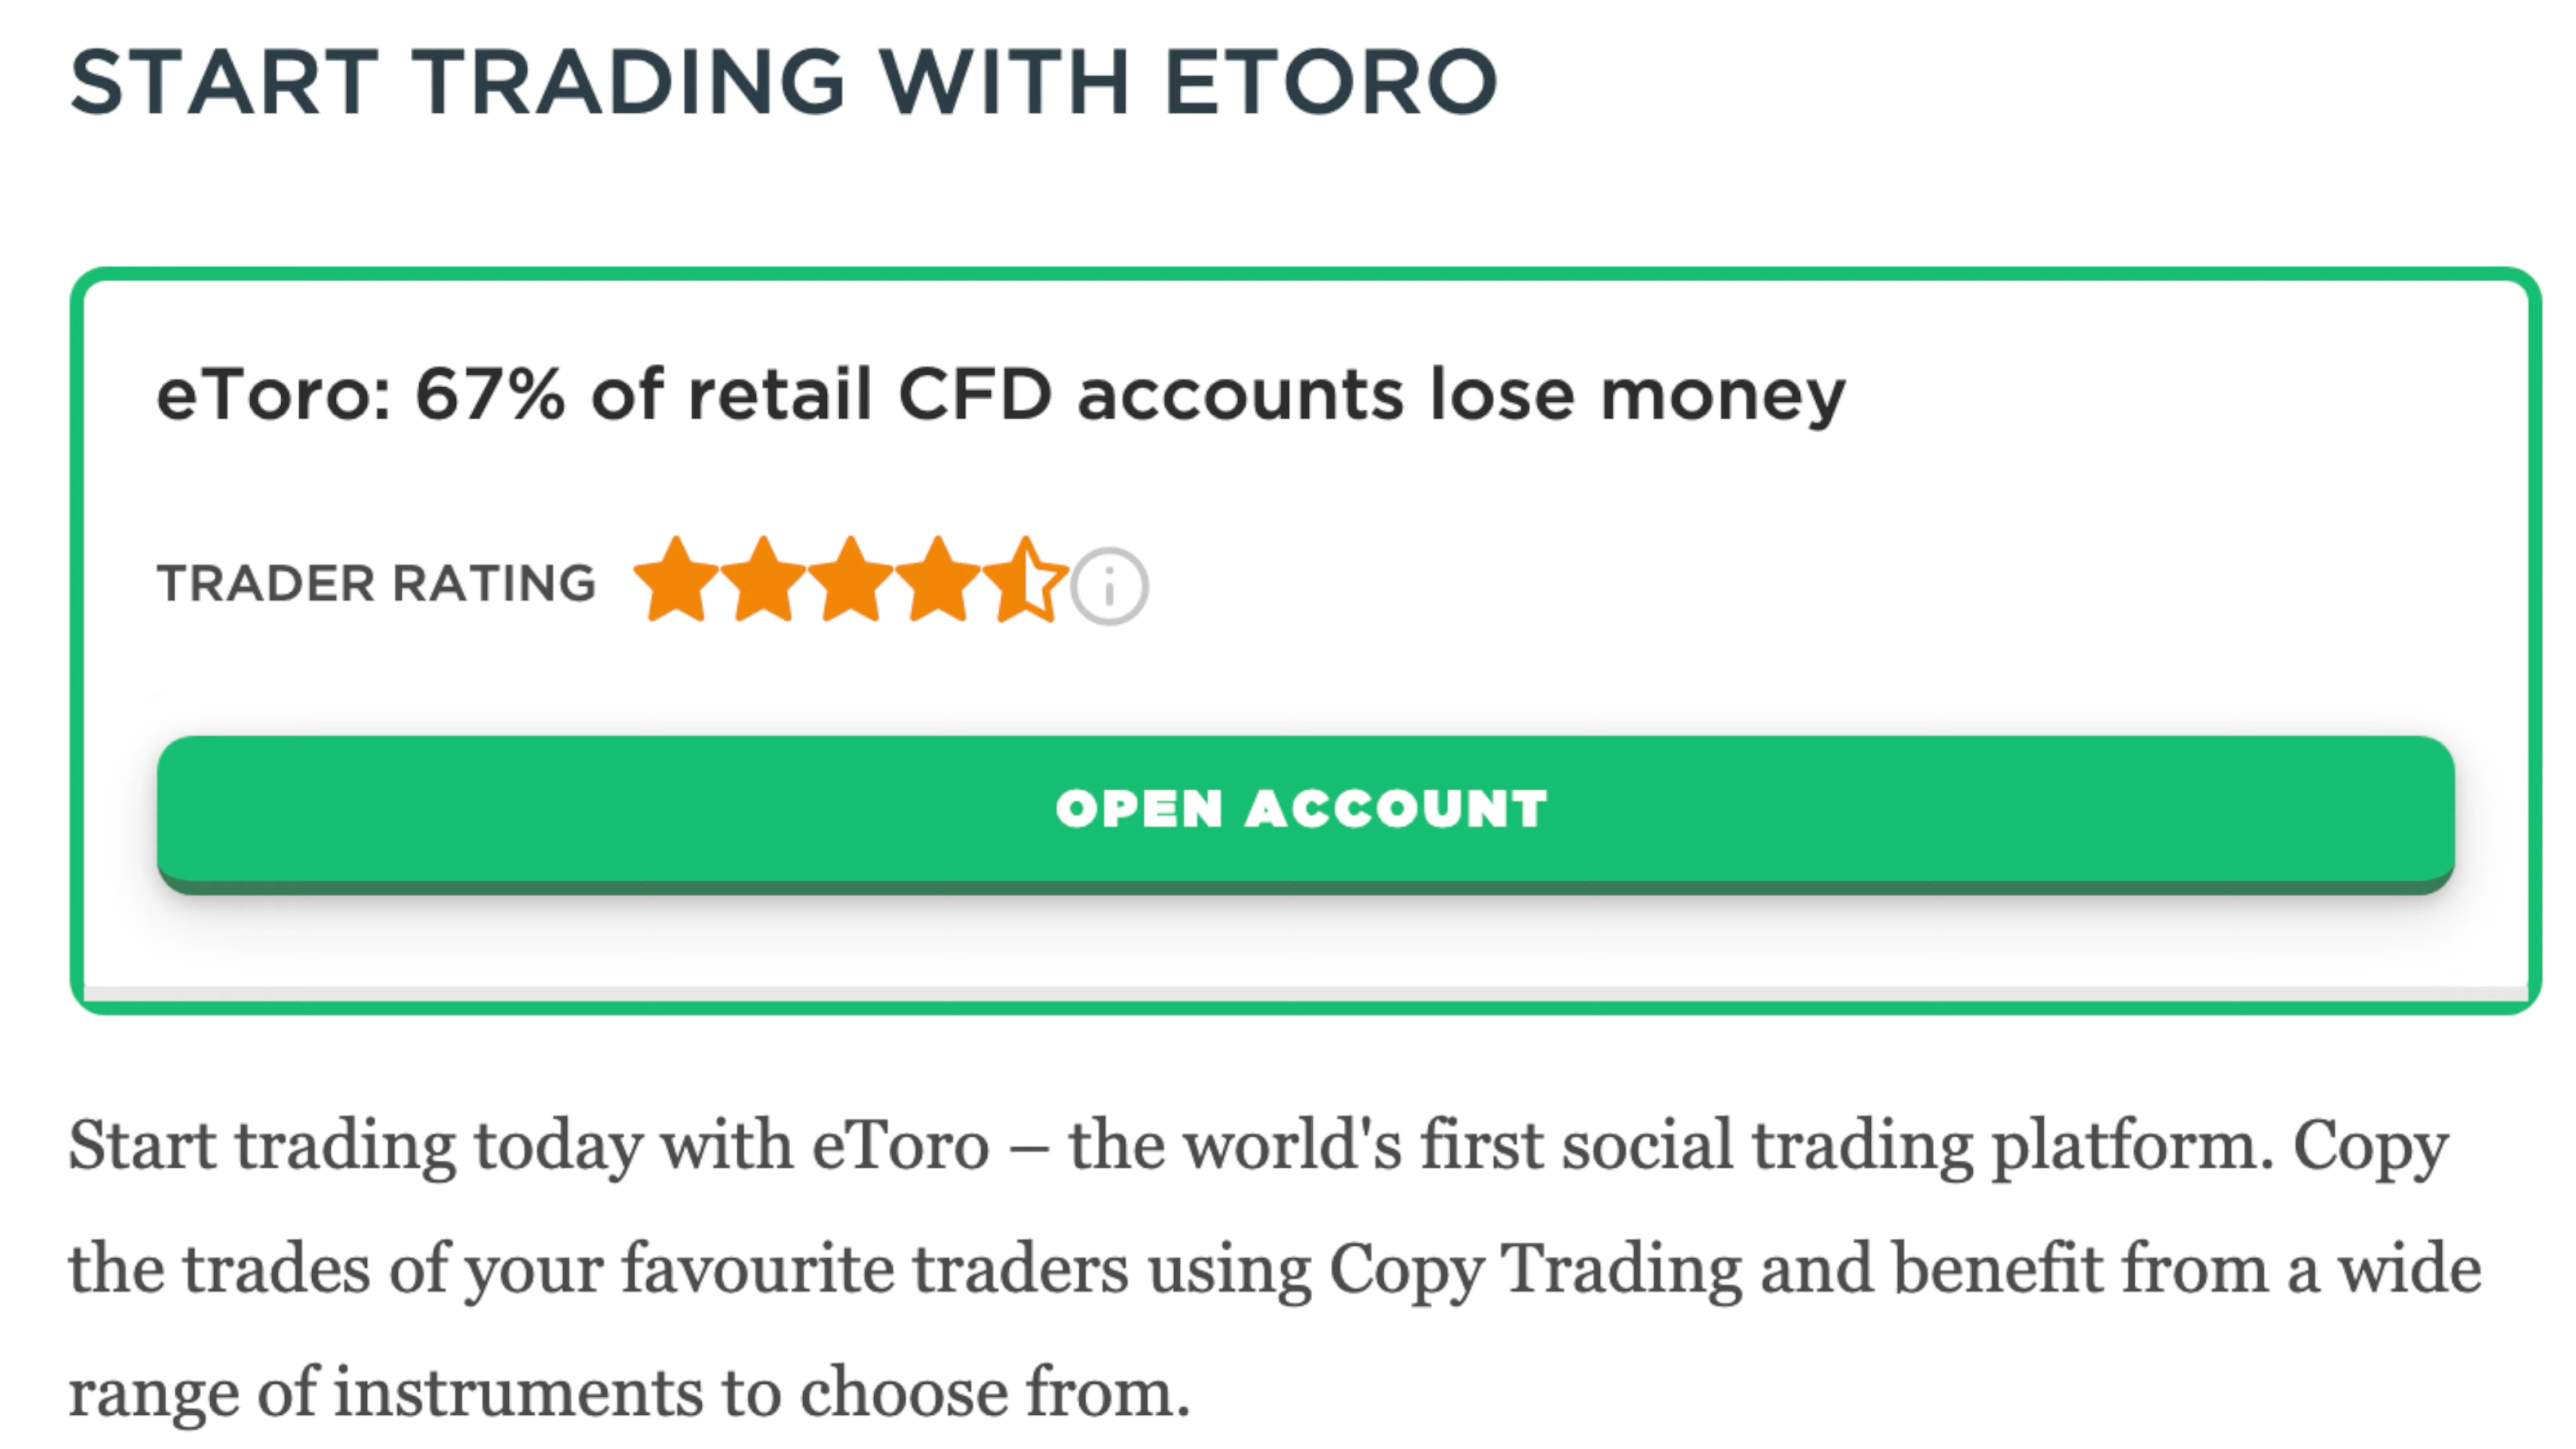 START TRADING WITH ETORO
eToro: 67% of retail CFD accounts lose money
TRADER RATING
OPEN ACCOUNT
Start trading today with eToro – the world's first social trading platform. Copy
the trades of your favourite traders using Copy Trading and benefit from a wide
range of instruments to choose from.